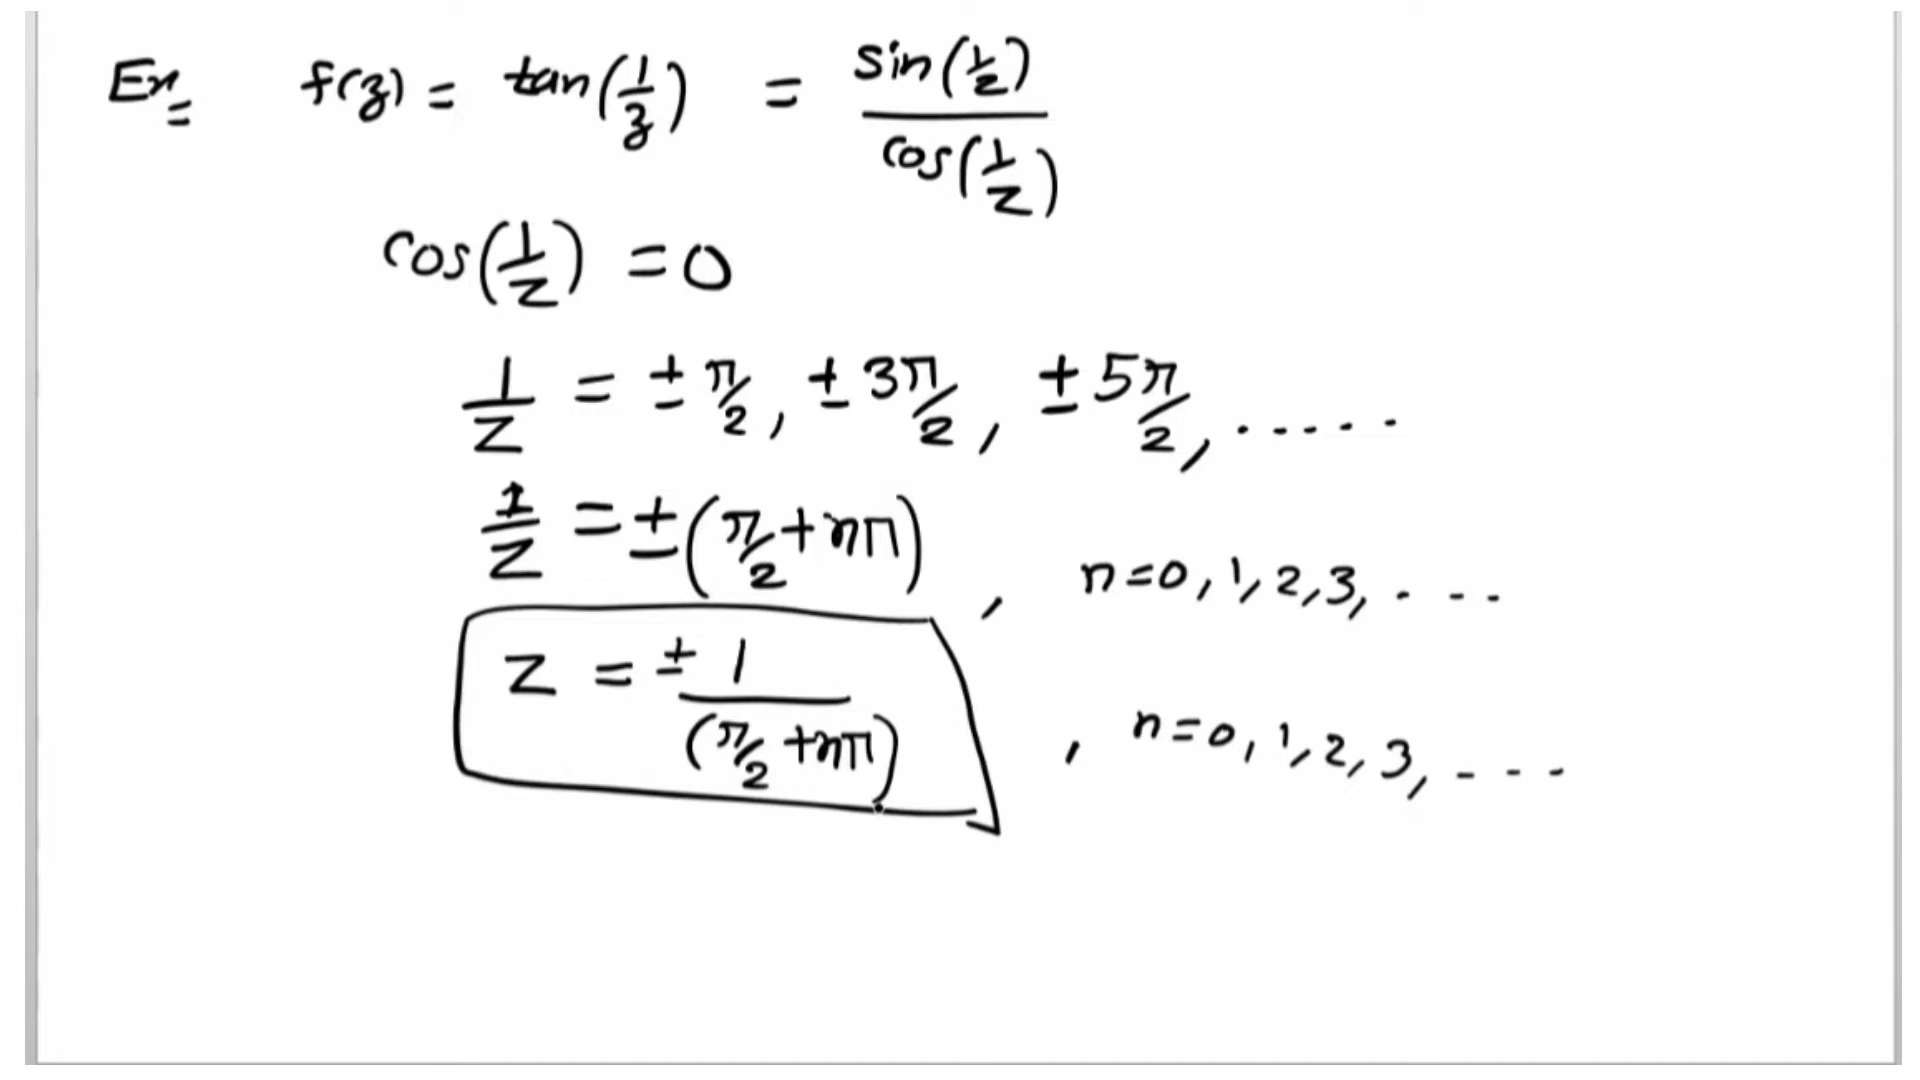 Ex f(z) = tan(1/z) = sin(1/z) / cos(1/z)
cos(1/z) = 0
1/z = ± π/2, ± 3π/2, ± 5π/2, .....
1/z = ±(π/2 + nπ), n=0, 1, 2, 3, ...
z = ± 1/(π/2 + nπ), n=0, 1, 2, 3, ...